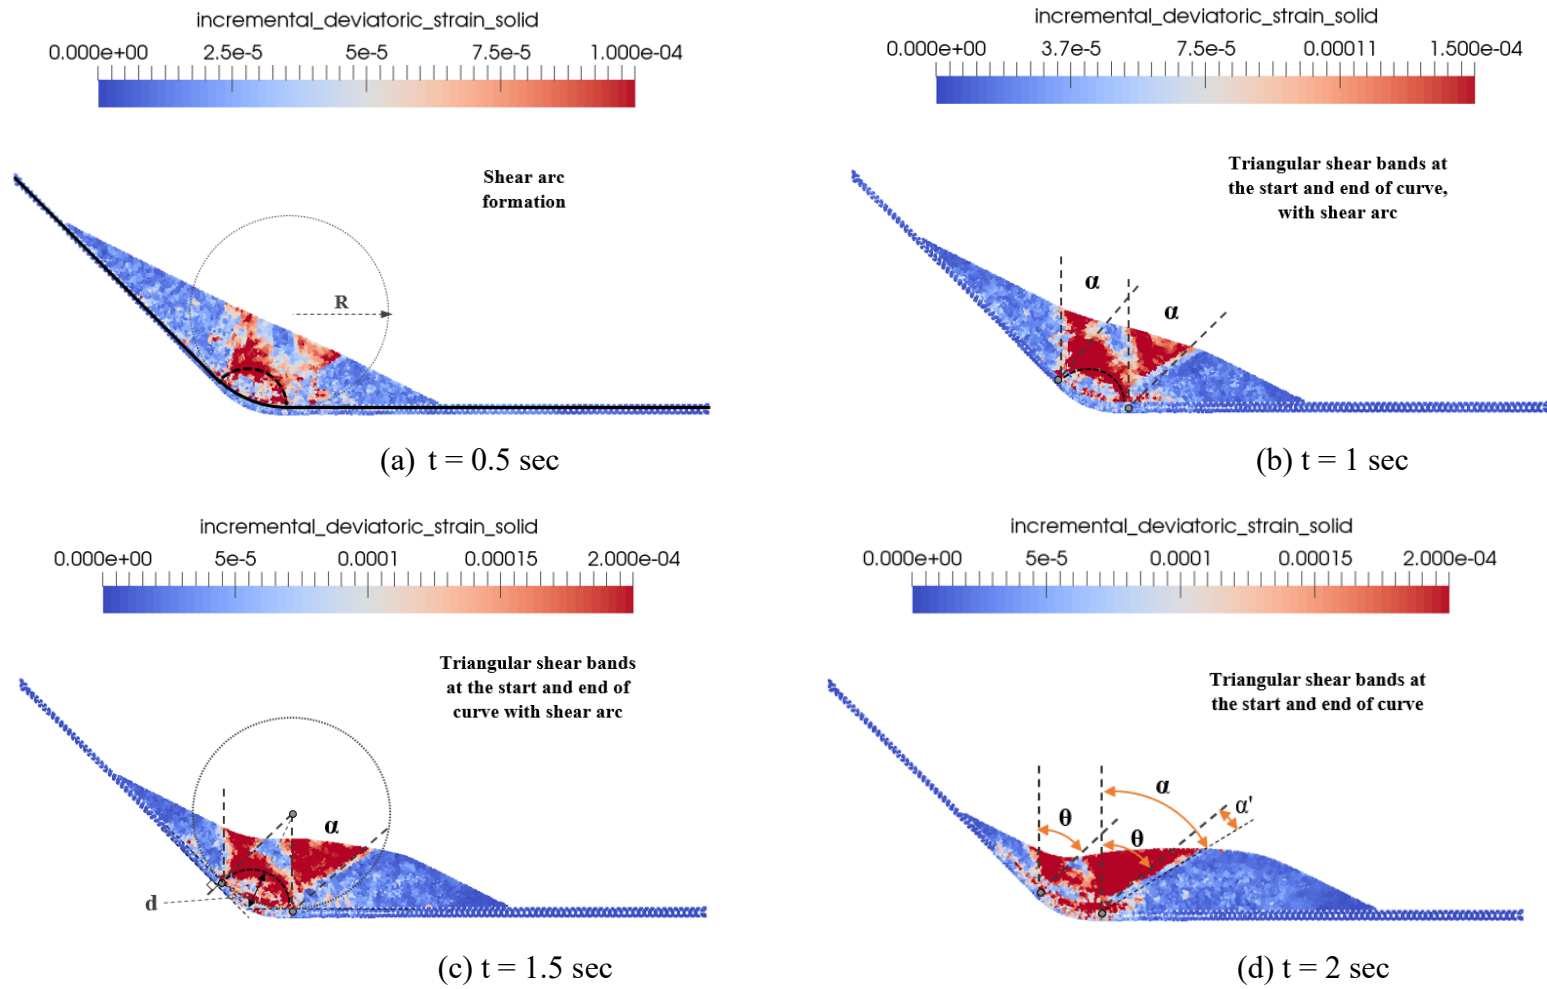 incremental_deviatoric_strain_solid
0.000e+00 2.5e-5 5e-5 7.5e-5 1.000e-04
Shear arc
formation
R
(a) t = 0.5 sec
incremental_deviatoric_strain_solid
0.000e+00 3.7e-5 7.5e-5 0.00011 1.500e-04
Triangular shear bands at
the start and end of curve,
with shear arc
α
α
(b) t = 1 sec
incremental_deviatoric_strain_solid
0.000e+00 5e-5 0.0001 0.00015 2.000e-04
Triangular shear bands
at the start and end of
curve with shear arc
α
d
(c) t = 1.5 sec
incremental_deviatoric_strain_solid
0.000e+00 5e-5 0.0001 0.00015 2.000e-04
Triangular shear bands at
the start and end of curve
α
α'
θ
θ
(d) t = 2 sec